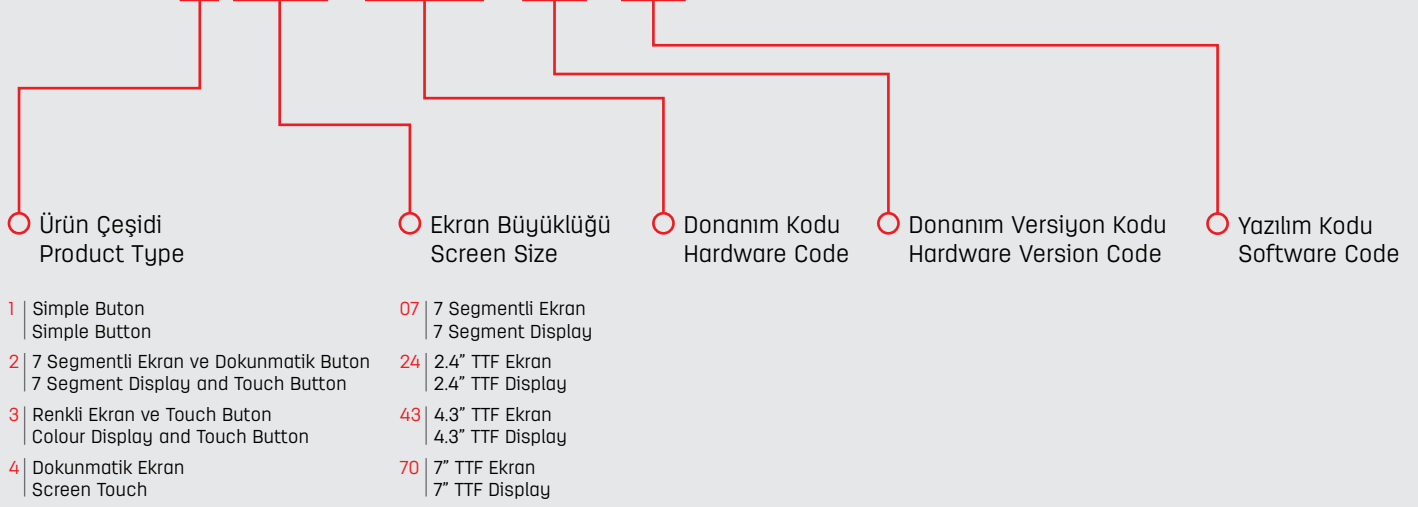 Ürün Çeşidi
Product Type
1 Simple Buton
Simple Button
2 7 Segmentli Ekran ve Dokunmatik Buton
7 Segment Display and Touch Button
3 Renkli Ekran ve Touch Buton
Colour Display and Touch Button
4 Dokunmatik Ekran
Screen Touch
Ekran Büyüklüğü
Screen Size
07 7 Segmentli Ekran
7 Segment Display
24 2.4” TTF Ekran
2.4” TTF Display
43 4.3” TTF Ekran
4.3” TTF Display
70 7” TTF Ekran
7” TTF Display
Donanım Kodu
Hardware Code
Donanım Versiyon Kodu
Hardware Version Code
Yazılım Kodu
Software Code